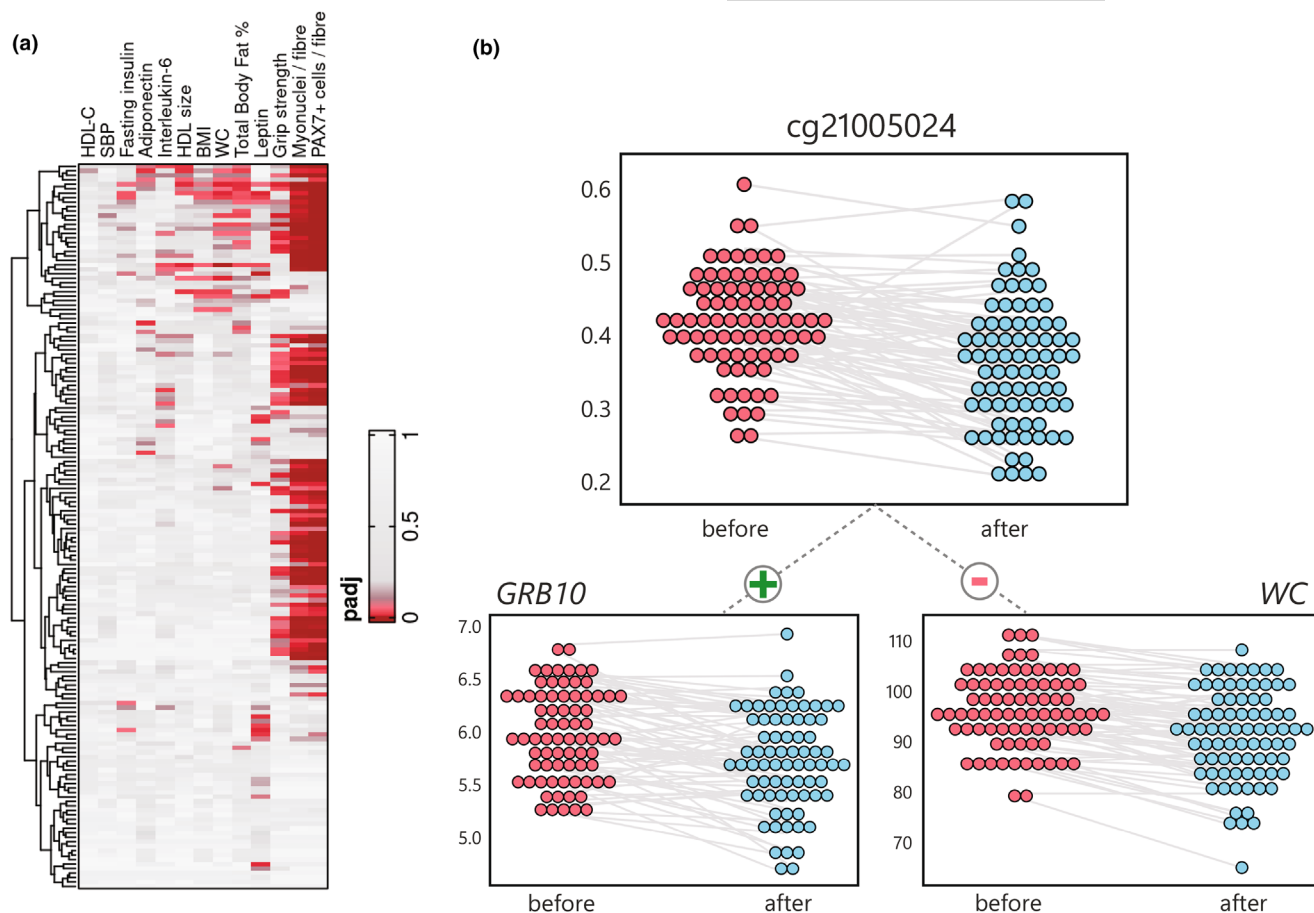 (a)
HDL-C
SBP
Fasting insulin
Adiponectin
Interleukin-6
HDL size
BMI
WC
Total Body Fat %
Leptin
Grip strength
Myonuclei / fibre
PAX7+ cells / fibre
padj
1
0.5
0
(b)
cg21005024
0.6
0.5
0.4
0.3
0.2
before after
+
-
GRB10
7.0
6.5
6.0
5.5
5.0
before after
WC
110
100
90
80
70
before after